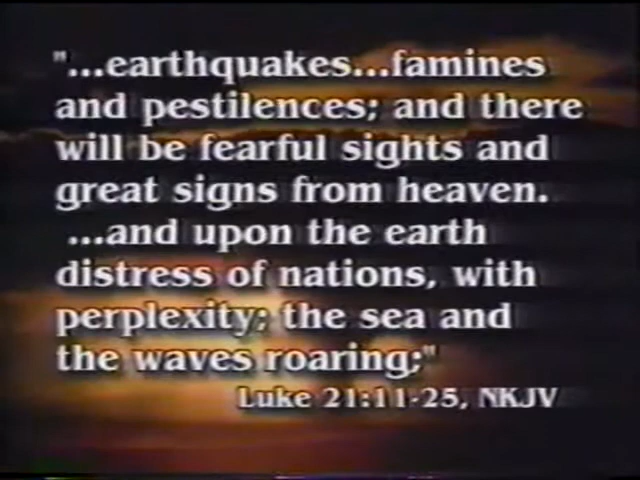 "...earthquakes...famines
and pestilences; and there
will be fearful sights and
great signs from heaven.
...and upon the earth
distress of nations, with
perplexity; the sea and
the waves roaring;"
Luke 21:11-25, NKJV